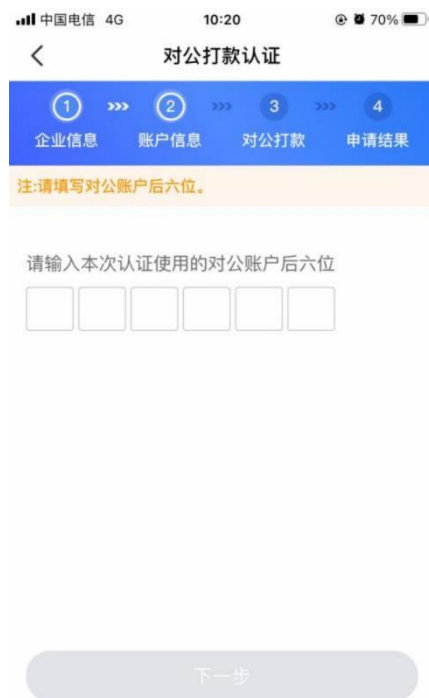 中国电信 4G 10:20 70%
对公打款认证
1 >>> 2 >>> 3 >>> 4
企业信息 账户信息 对公打款 申请结果
注:请填写对公账户后六位。
请输入本次认证使用的对公账户后六位
下一步